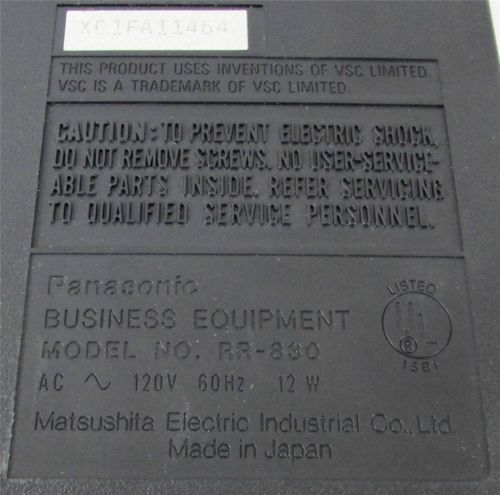 XE1FA11464
THIS PRODUCT USES INVENTIONS OF VSC LIMITED.
VSC IS A TRADEMARK OF VSC LIMITED.
CAUTION: TO PREVENT ELECTRIC SHOCK,
DO NOT REMOVE SCREWS. NO USER-SERVICE-
ABLE PARTS INSIDE. REFER SERVICING
TO QUALIFIED SERVICE PERSONNEL.
Panasonic
BUSINESS EQUIPMENT
MODEL NO. RR-830
AC ∿ 120V 60Hz 12W
LISTED
UL
®
15B1
Matsushita Electric Industrial Co., Ltd.
Made in Japan